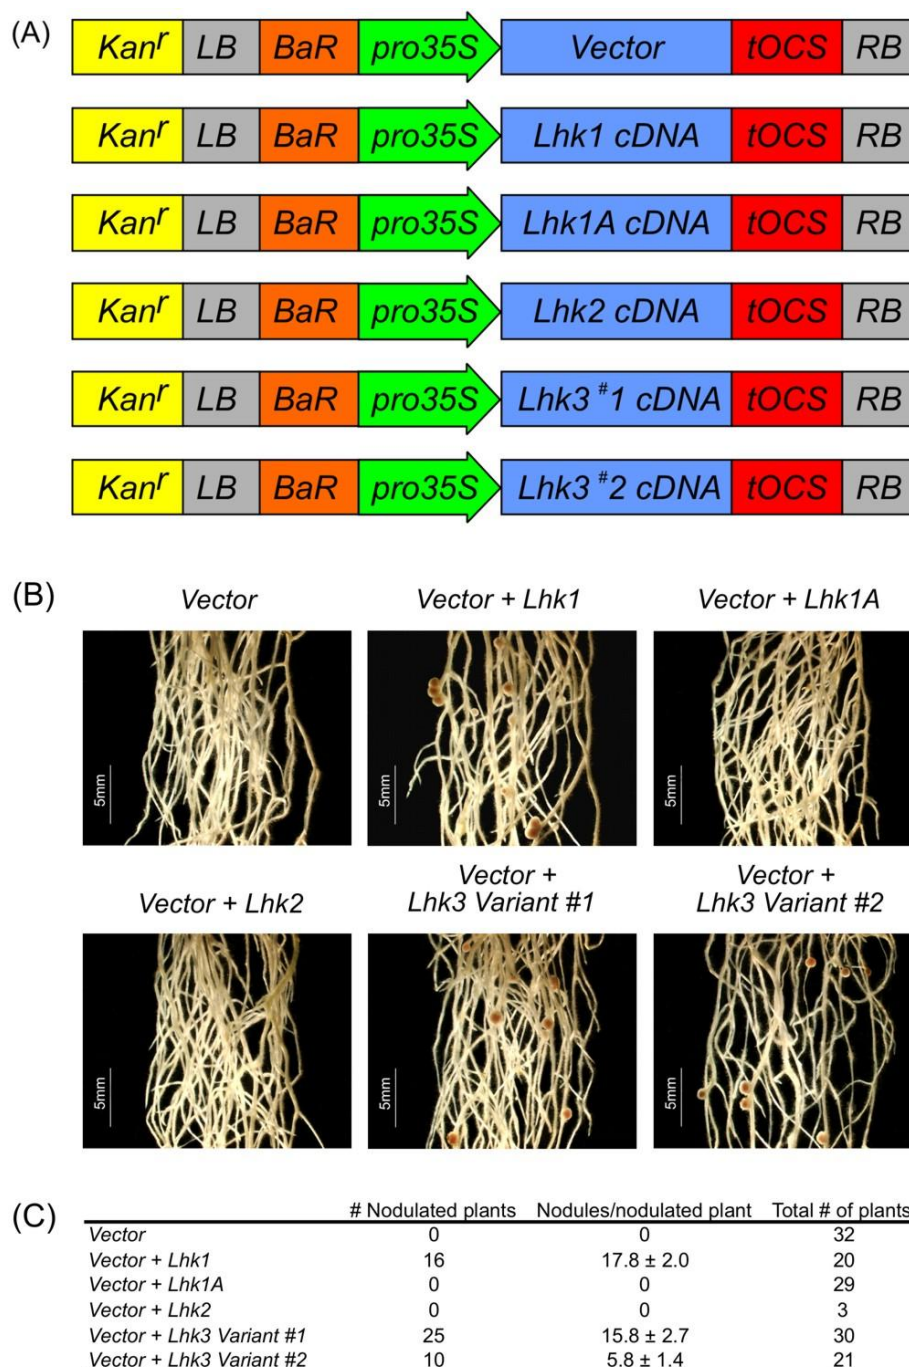 (A)
Kanʳ LB BaR pro35S Vector tOCS RB
Kanʳ LB BaR pro35S Lhk1 cDNA tOCS RB
Kanʳ LB BaR pro35S Lhk1A cDNA tOCS RB
Kanʳ LB BaR pro35S Lhk2 cDNA tOCS RB
Kanʳ LB BaR pro35S Lhk3 #1 cDNA tOCS RB
Kanʳ LB BaR pro35S Lhk3 #2 cDNA tOCS RB
(B)
Vector Vector + Lhk1 Vector + Lhk1A
5mm 5mm 5mm
Vector + Lhk2 Vector + Lhk3 Variant #1 Vector + Lhk3 Variant #2
5mm 5mm 5mm
(C)
# Nodulated plants Nodules/nodulated plant Total # of plants
Vector 0 0 32
Vector + Lhk1 16 17.8 ± 2.0 20
Vector + Lhk1A 0 0 29
Vector + Lhk2 0 0 3
Vector + Lhk3 Variant #1 25 15.8 ± 2.7 30
Vector + Lhk3 Variant #2 10 5.8 ± 1.4 21